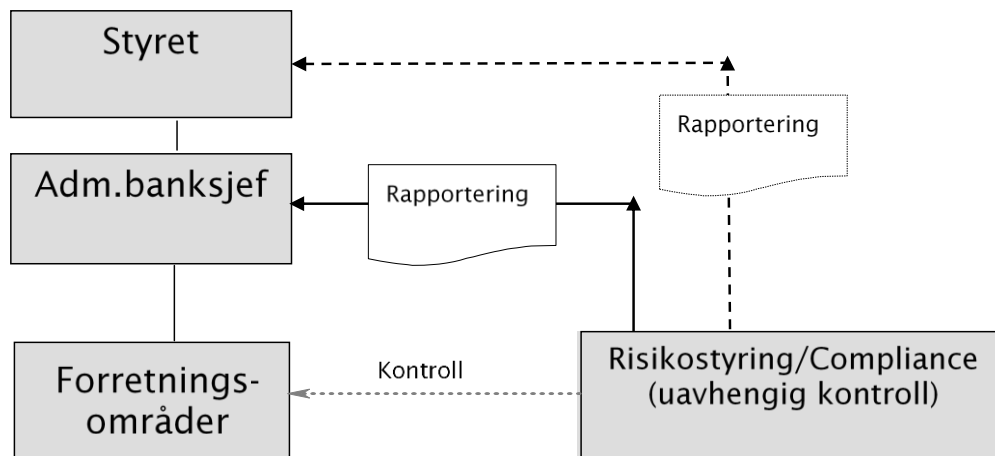 Styret
Rapportering
Adm.banksjef
Rapportering
Forretnings-
områder
Kontroll
Risikostyring/Compliance
(uavhengig kontroll)